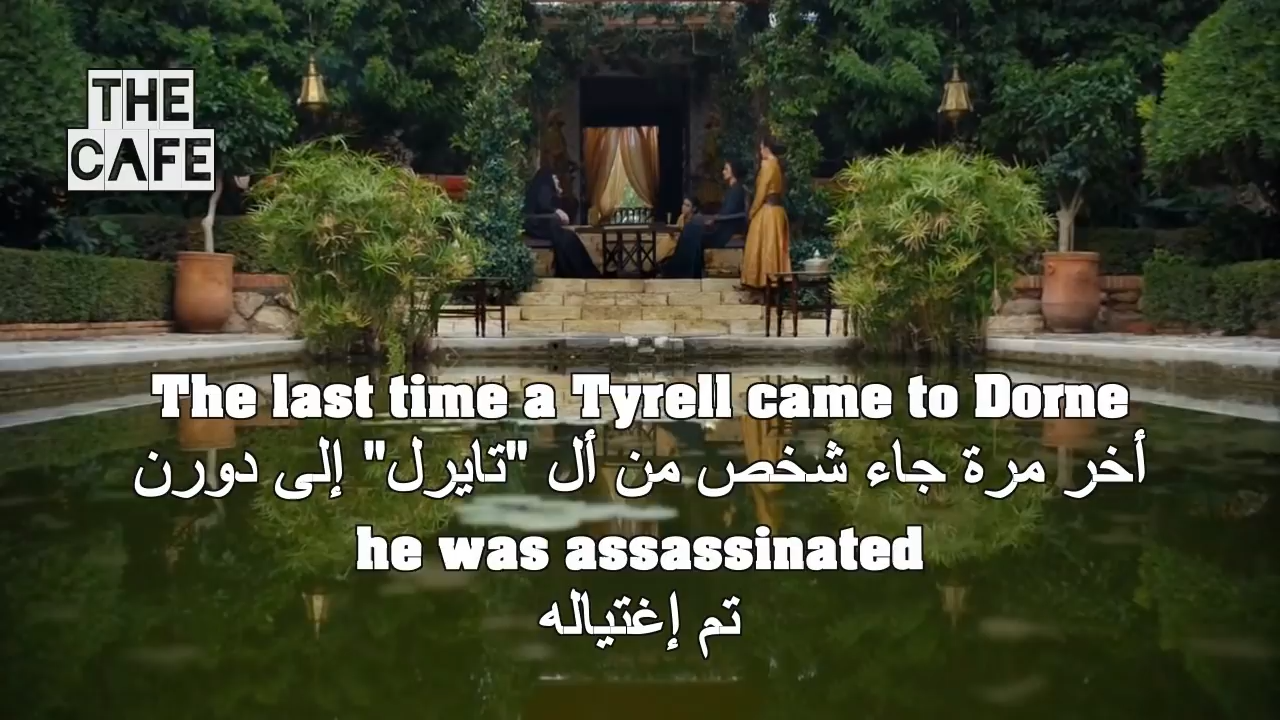 THE
CAFE
The last time a Tyrell came to Dorne
أخر مرة جاء شخص من أل "تايرل" إلى دورن
he was assassinated
تم إغتياله